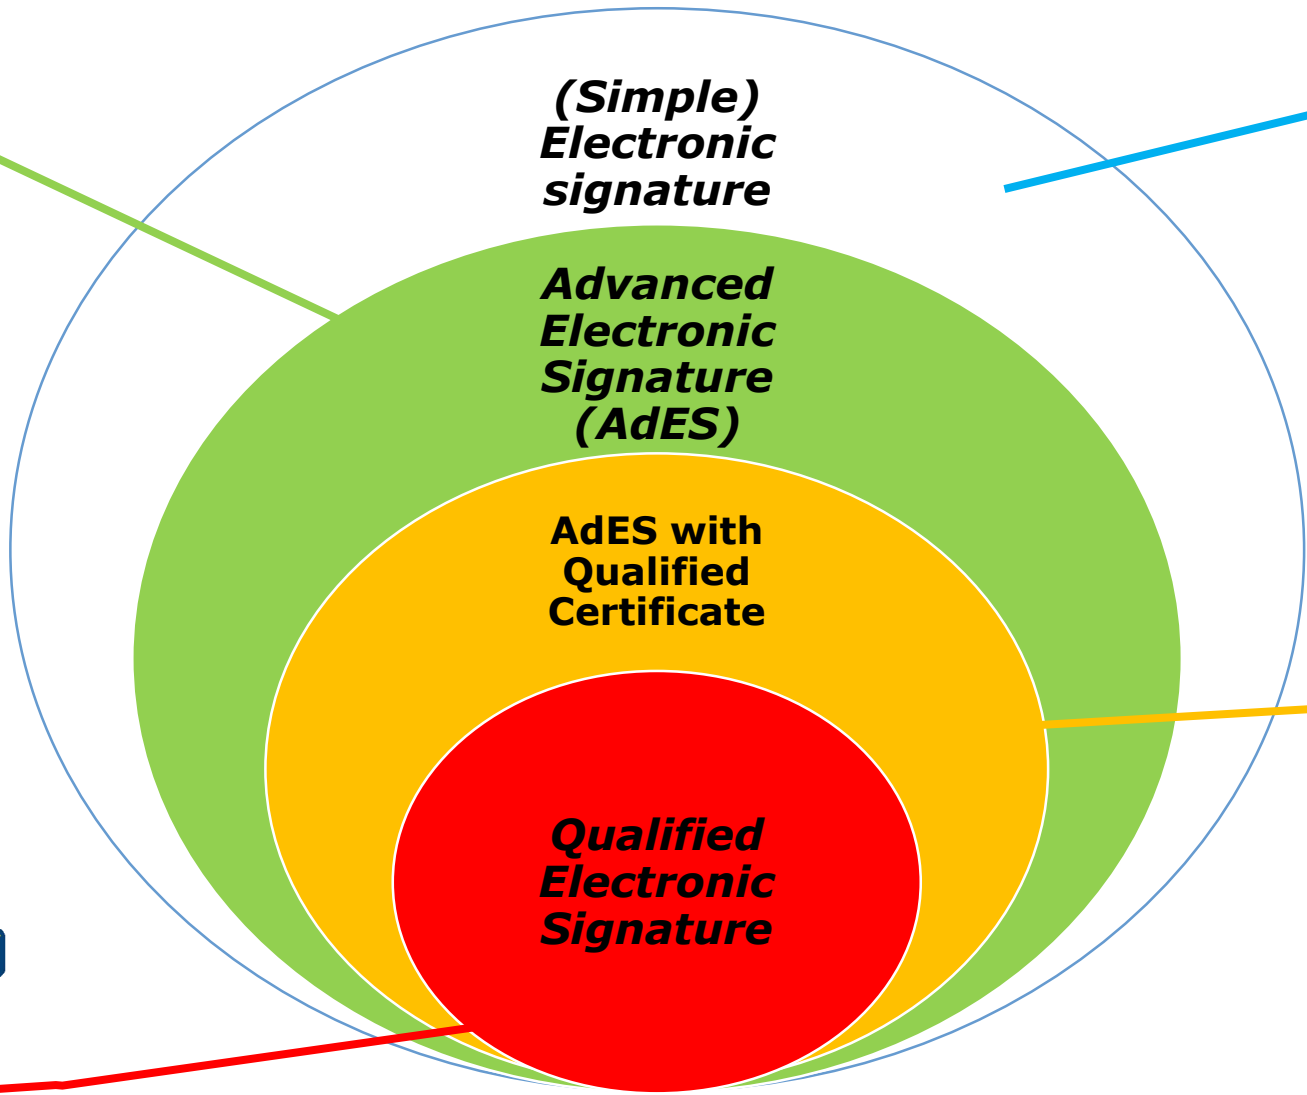 (Simple)
Electronic
signature
Advanced
Electronic
Signature
(AdES)
AdES with
Qualified
Certificate
Qualified
Electronic
Signature